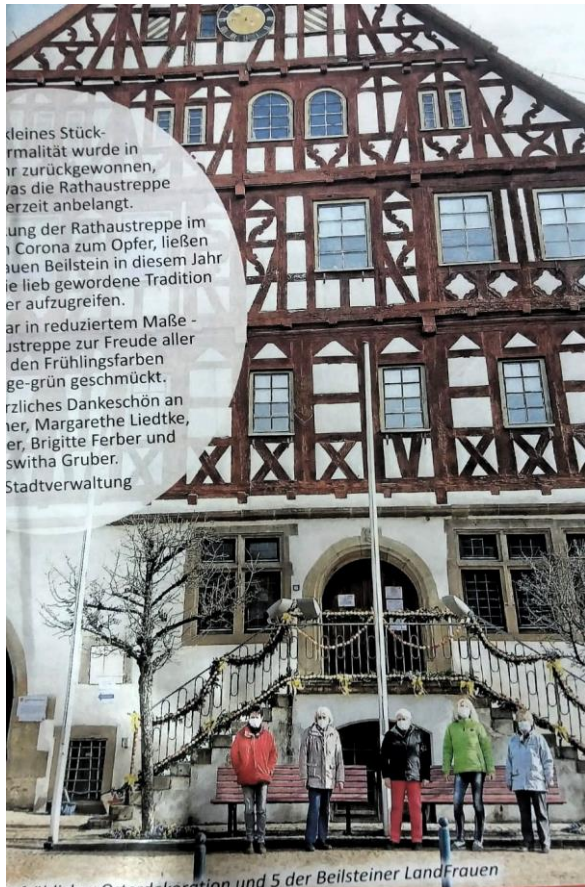 kleines Stück-
rmalität wurde in
hr zurückgewonnen,
was die Rathaustreppe
erzeit anbelangt.
ung der Rathaustreppe im
n Corona zum Opfer, ließen
auen Beilstein in diesem Jahr
ie lieb gewordene Tradition
er aufzugreifen.
ar in reduziertem Maße -
ustreppe zur Freude aller
den Frühlingsfarben
ge-grün geschmückt.
rzliches Dankeschön an
ner, Margarethe Liedtke,
er, Brigitte Ferber und
switha Gruber.
Stadtverwaltung
Osterdekoration und 5 der Beilsteiner LandFrauen